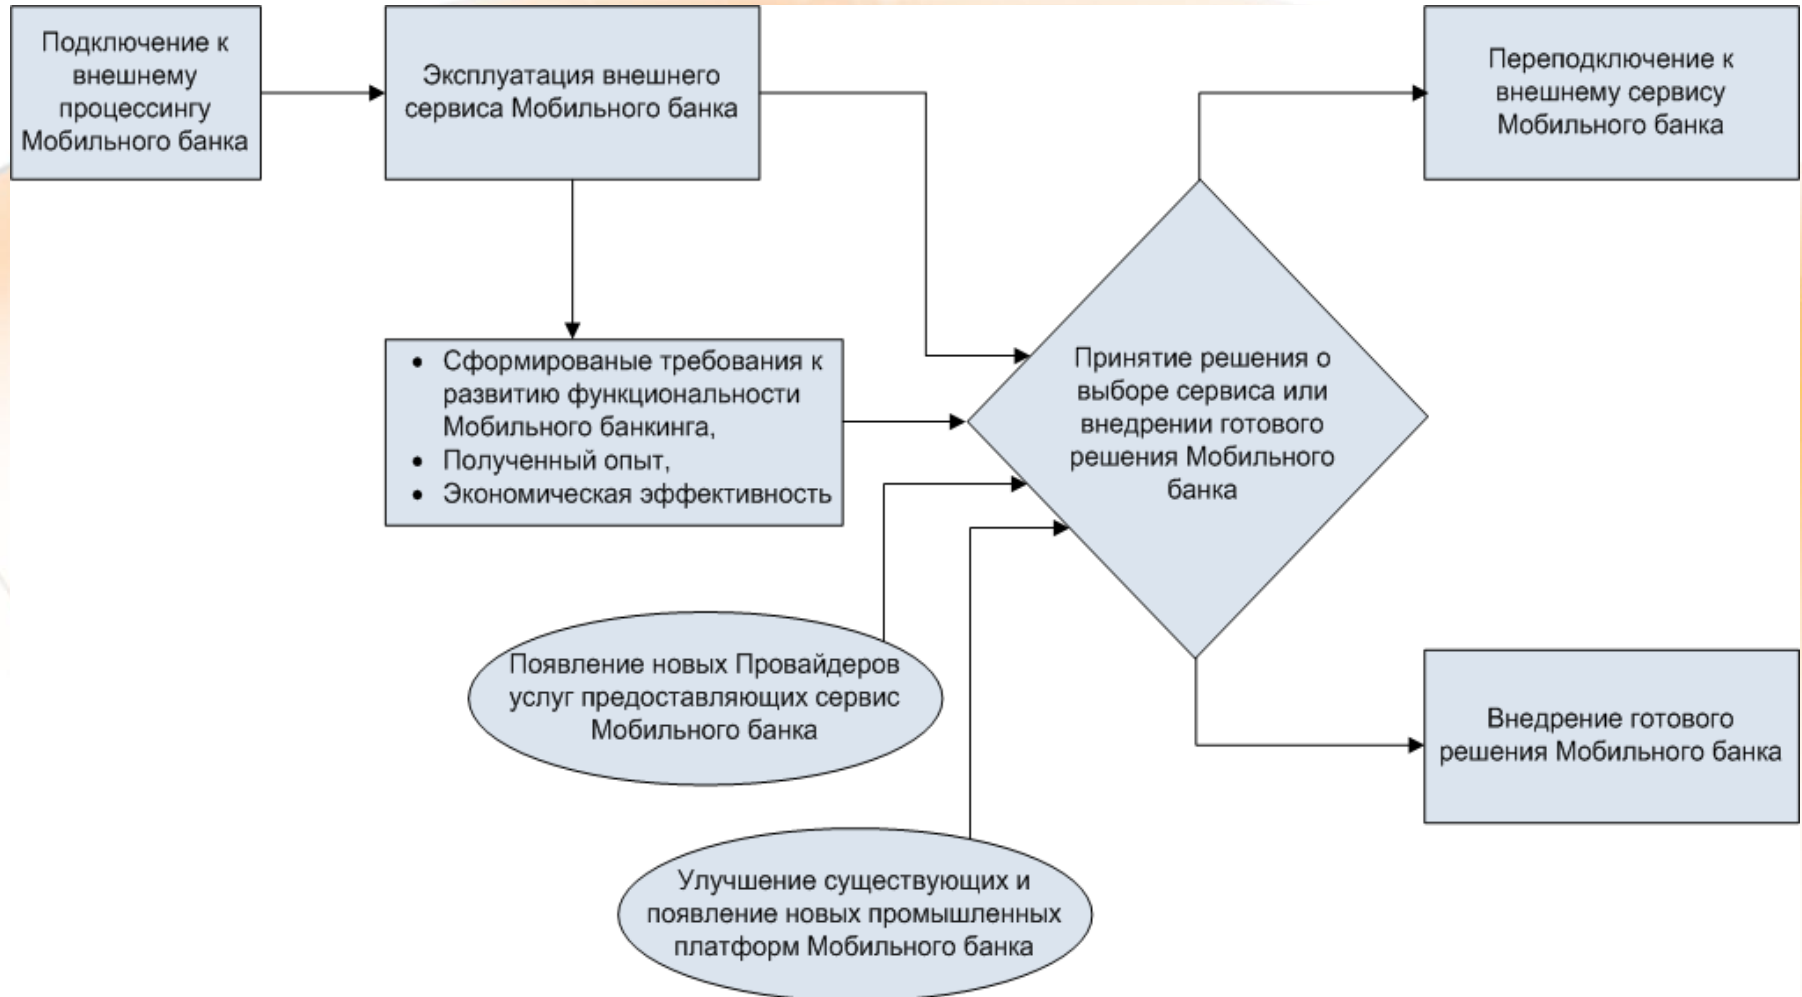 Подключение к
внешнему
процессингу
Мобильного банка
Эксплуатация внешнего
сервиса Мобильного банка
Переподключение к
внешнему сервису
Мобильного банка
• Сформированые требования к
развитию функциональности
Мобильного банкинга,
• Полученный опыт,
• Экономическая эффективность
Принятие решения о
выборе сервиса или
внедрении готового
решения Мобильного
банка
Появление новых Провайдеров
услуг предоставляющих сервис
Мобильного банка
Внедрение готового
решения Мобильного банка
Улучшение существующих и
появление новых промышленных
платформ Мобильного банка